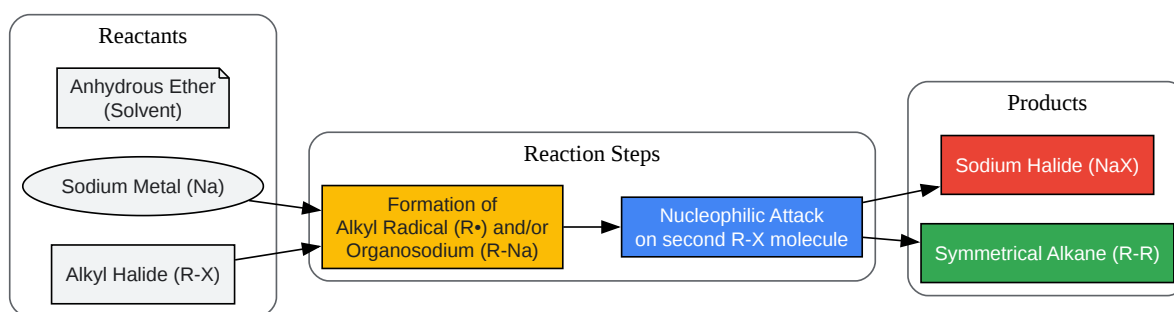 Reactants
Anhydrous Ether
(Solvent)
Sodium Metal (Na)
Alkyl Halide (R-X)
Reaction Steps
Formation of
Alkyl Radical (R•) and/or
Organosodium (R-Na)
Nucleophilic Attack
on second R-X molecule
Products
Sodium Halide (NaX)
Symmetrical Alkane (R-R)